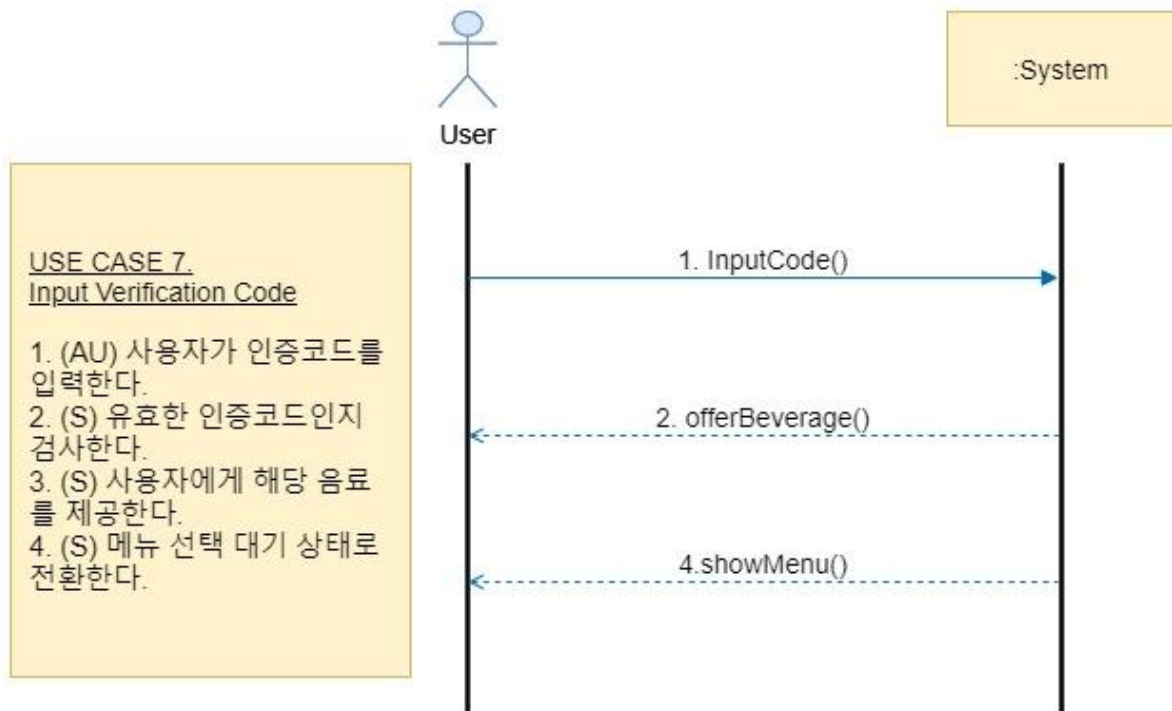 User
:System
USE CASE 7.
Input Verification Code
1. (AU) 사용자가 인증코드를
입력한다.
2. (S) 유효한 인증코드인지
검사한다.
3. (S) 사용자에게 해당 음료
를 제공한다.
4. (S) 메뉴 선택 대기 상태로
전환한다.
1. InputCode()
2. offerBeverage()
4.showMenu()